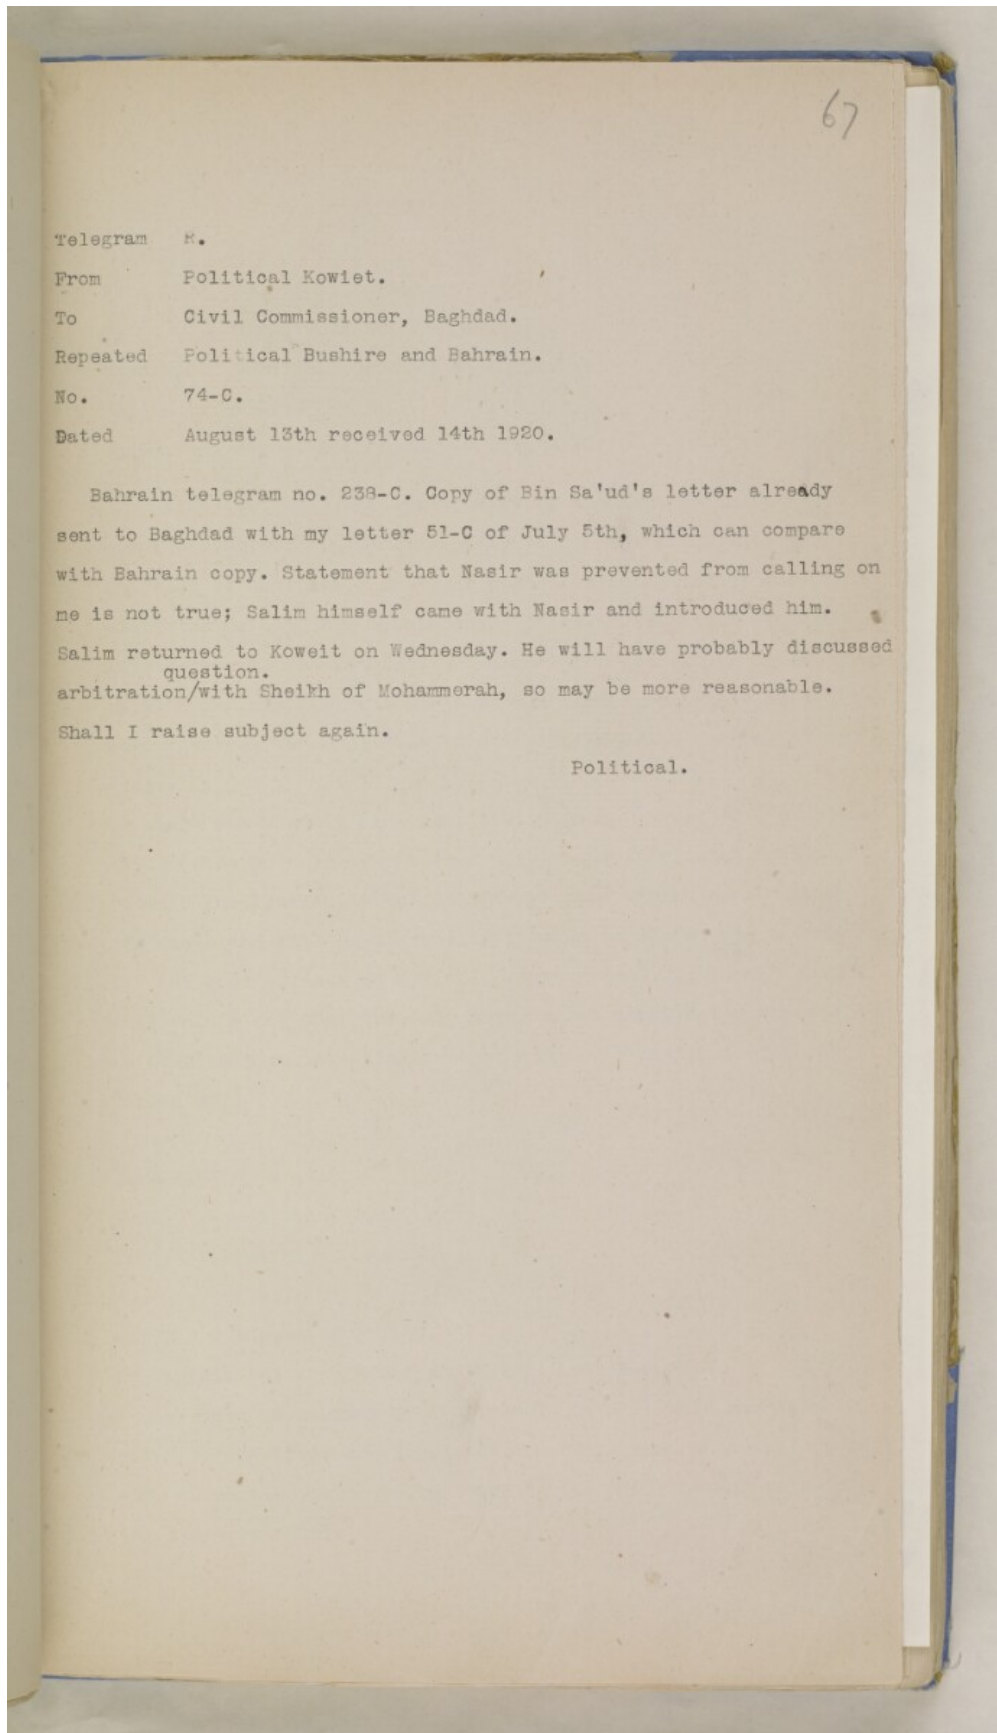 67
Telegram R.
From Political Kowiet.
To Civil Commissioner, Baghdad.
Repeated Political Bushire and Bahrain.
No. 74-C.
Dated August 13th received 14th 1920.
Bahrain telegram no. 238-C. Copy of Bin Sa'ud's letter already
sent to Baghdad with my letter 51-C of July 5th, which can compare
with Bahrain copy. Statement that Nasir was prevented from calling on
me is not true; Salim himself came with Nasir and introduced him.
Salim returned to Koweit on Wednesday. He will have probably discussed
question.
arbitration/with Sheikh of Mohammerah, so may be more reasonable.
Shall I raise subject again.
Political.